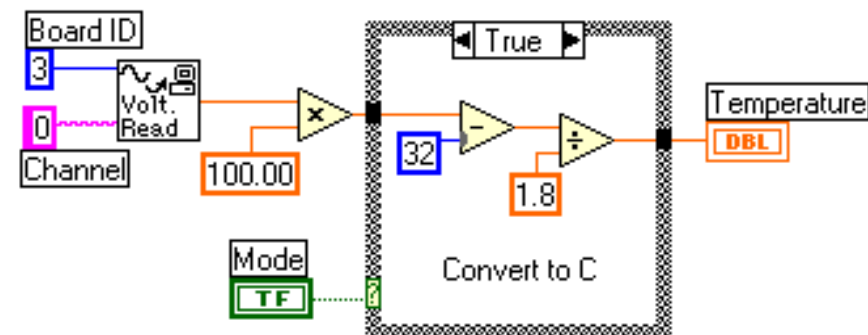 Board ID
3
Volt.
Read
0
Channel
×
100.00
True
-
32
÷
1.8
Convert to C
Temperature
DBL
Mode
TF
?